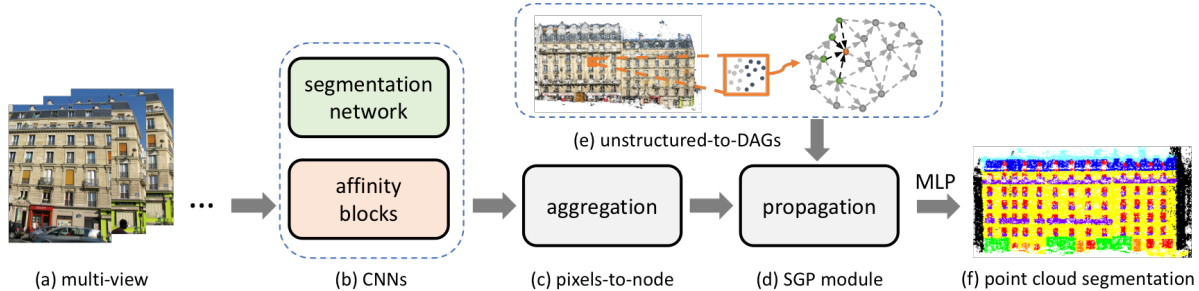 segmentation
network
affinity
blocks
...
aggregation
propagation
MLP
(e) unstructured-to-DAGs
(a) multi-view
(b) CNNs
(c) pixels-to-node
(d) SGP module
(f) point cloud segmentation